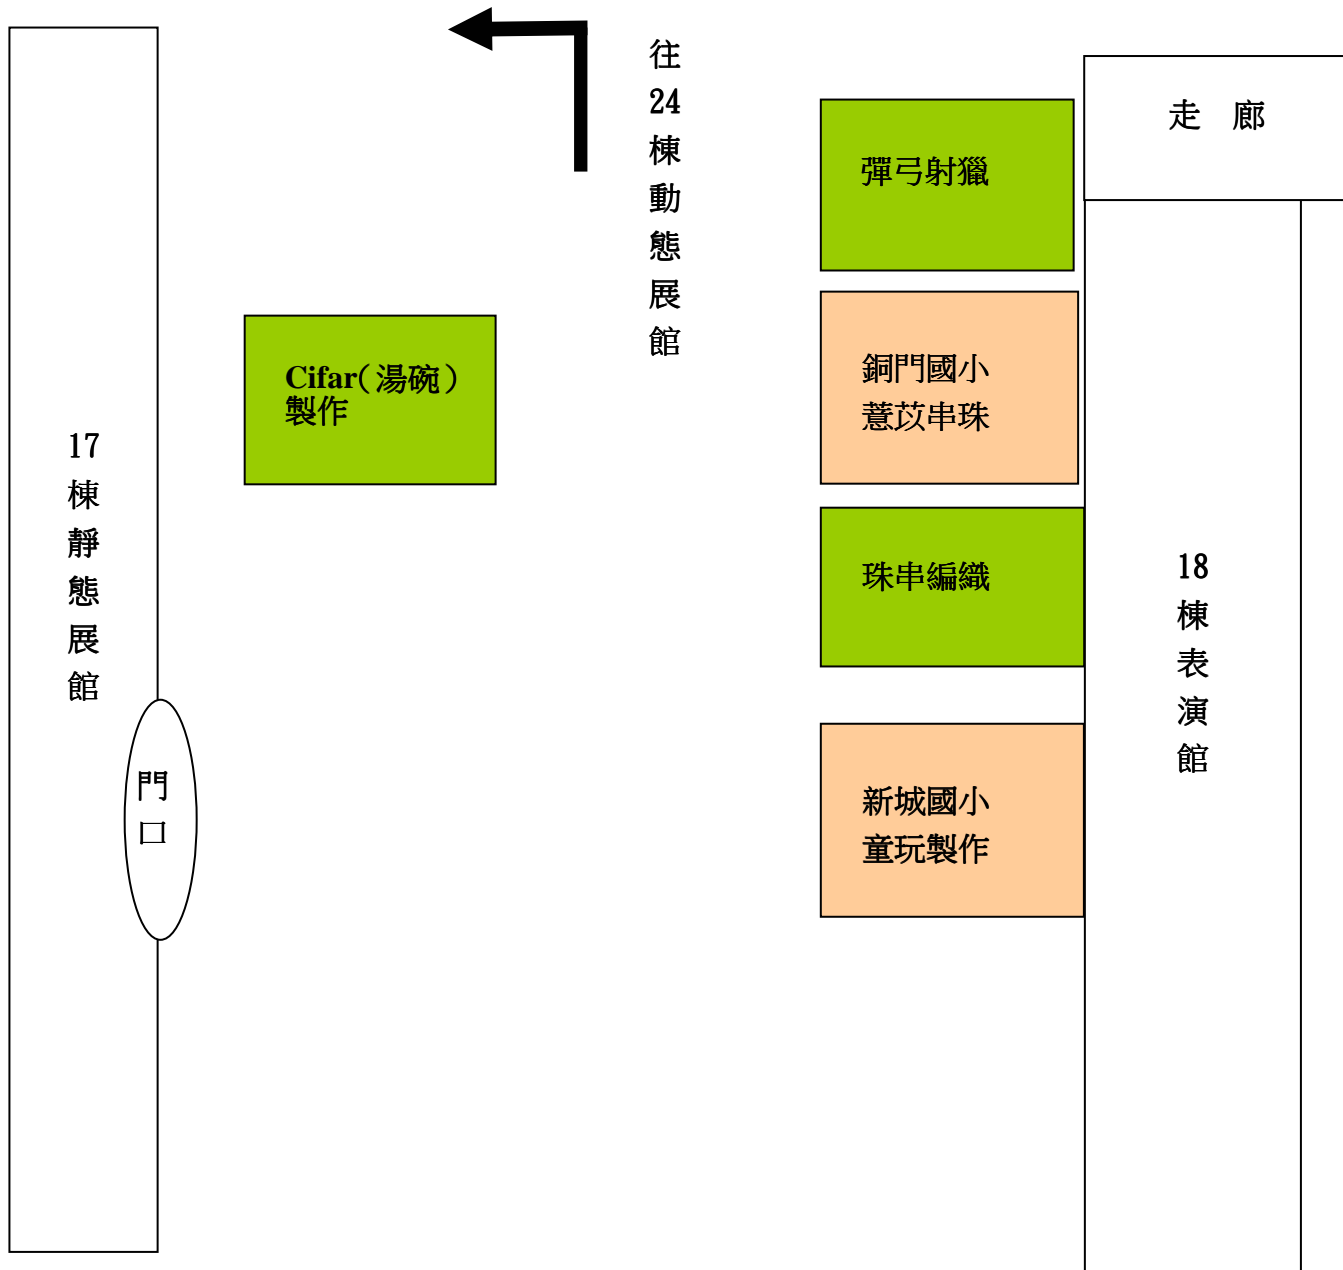 往24棟動態展館
走 廊
彈弓射獵
Cifar(湯碗)
製作
銅門國小
薏苡串珠
17棟靜態展館
珠串編織
18棟表演館
門口
新城國小
童玩製作